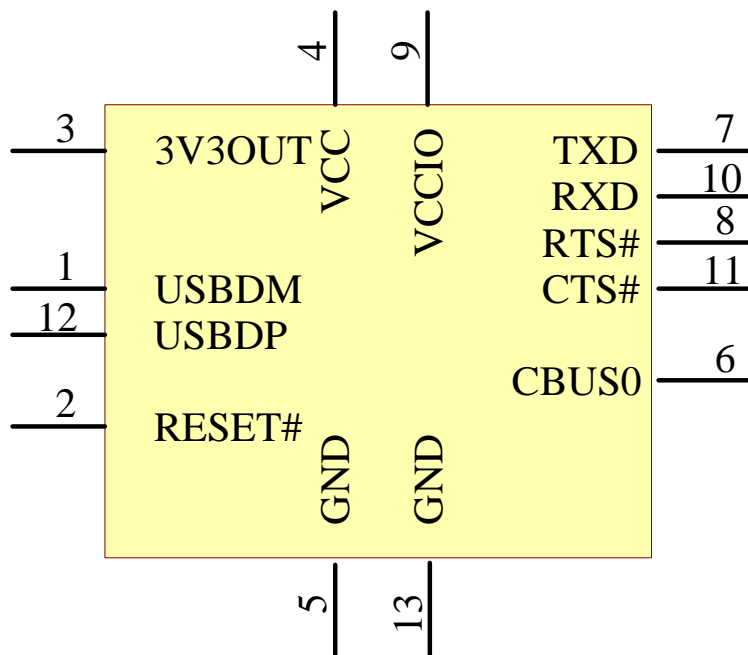 4
9
3
3V3OUT
VCC
VCCIO
TXD
7
RXD
10
RTS#
8
1
USBDM
CTS#
11
12
USBDP
CBUS0
6
2
RESET#
GND
GND
5
13